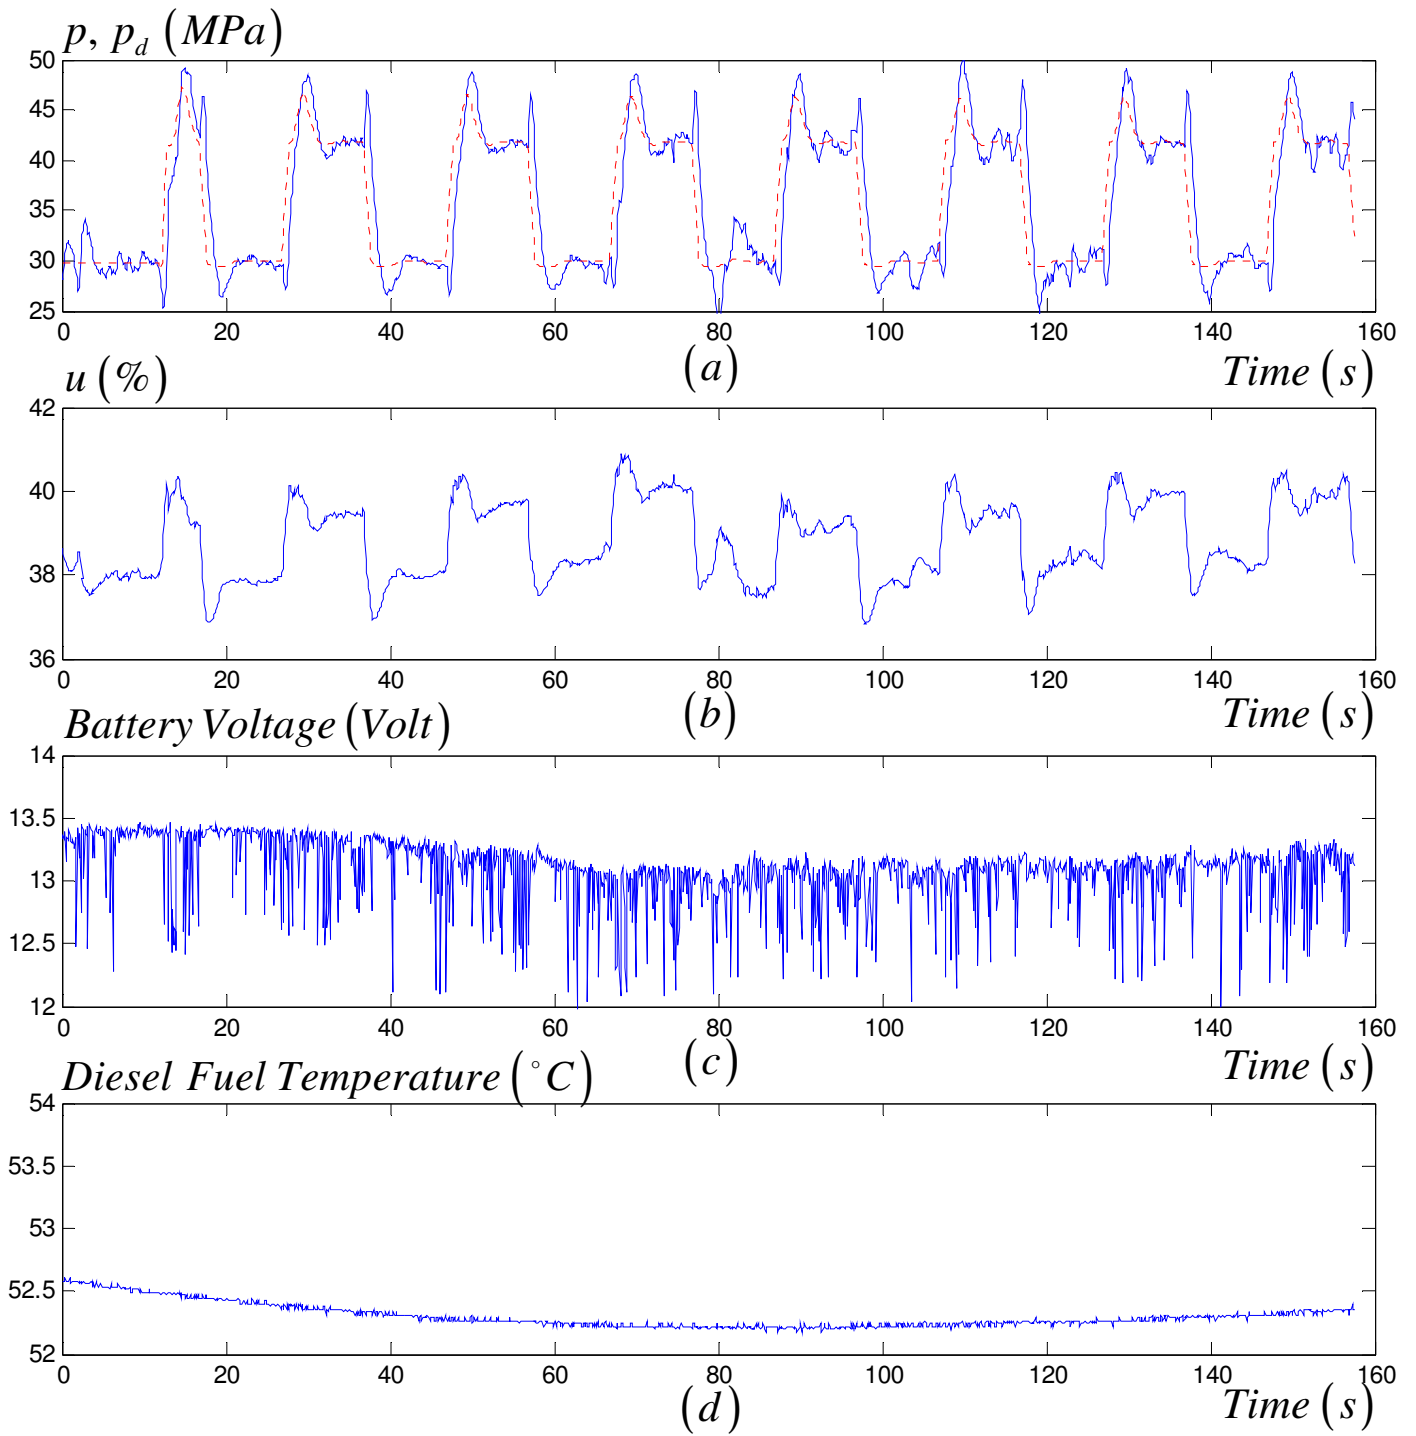 p, p_d (MPa)
50
45
40
35
30
25
0 20 40 60 80 100 120 140 160
(a) Time (s)
u (%)
42
40
38
36
0 20 40 60 80 100 120 140 160
(b) Time (s)
Battery Voltage (Volt)
14
13.5
13
12.5
12
0 20 40 60 80 100 120 140 160
(c) Time (s)
Diesel Fuel Temperature (°C)
54
53.5
53
52.5
52
0 20 40 60 80 100 120 140 160
(d) Time (s)